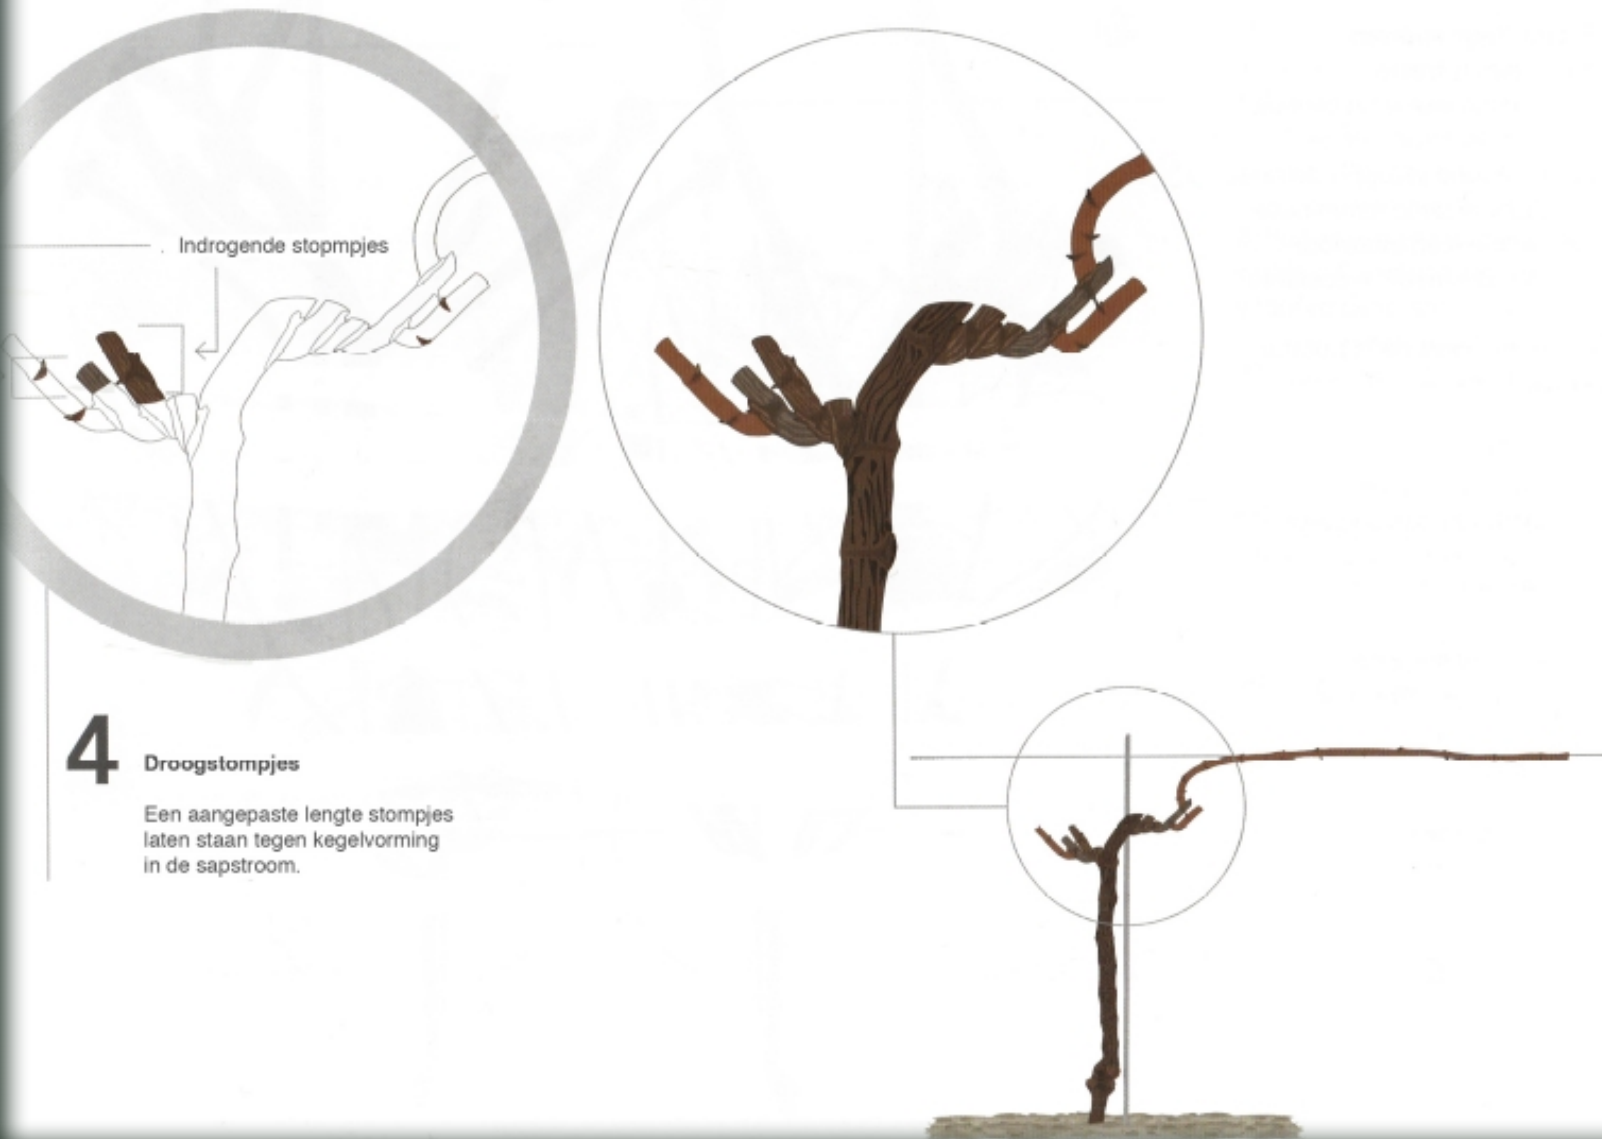 Indrogende stopmpjes
4 Droogstompjes
Een aangepaste lengte stompjes
laten staan tegen kegelvorming
in de sapstroom.